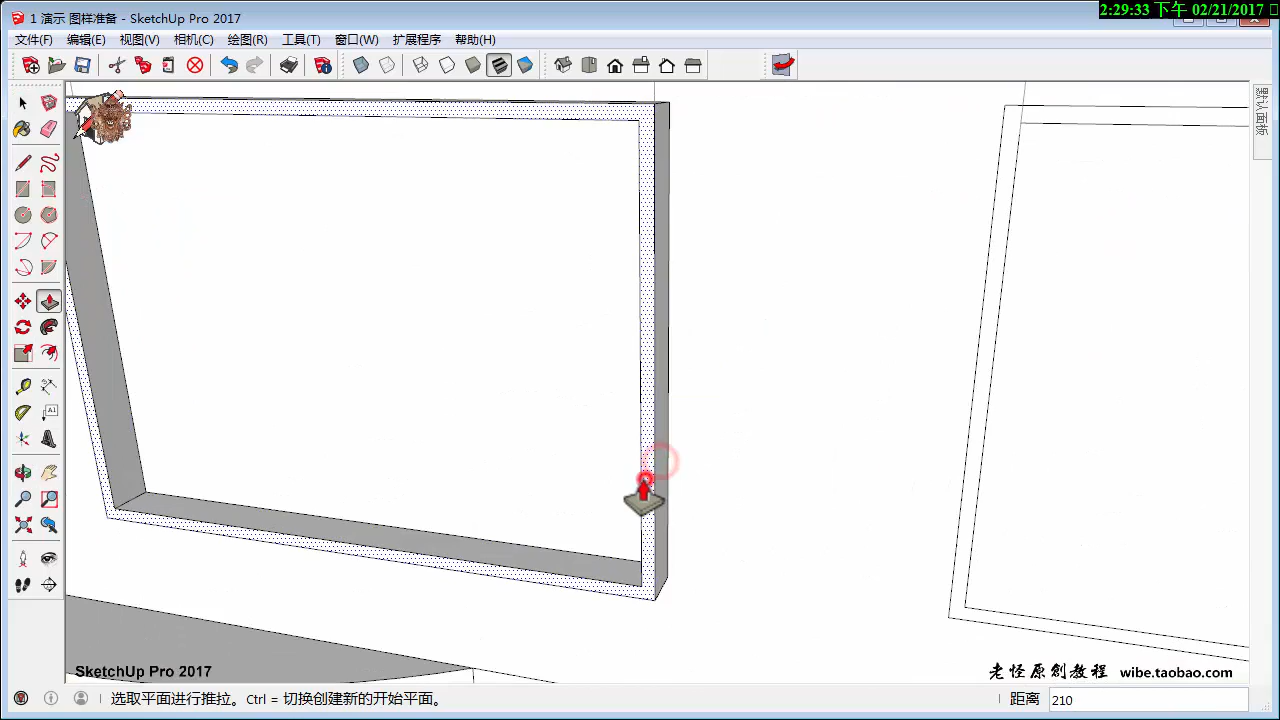 2:29:33 下午 02/21/2017
1 演示 图样准备 - SketchUp Pro 2017
文件(F) 编辑(E) 视图(V) 相机(C) 绘图(R) 工具(T) 窗口(W) 扩展程序 帮助(H)
默认面板
A1
SketchUp Pro 2017
老怪原创教程 wibe.taobao.com
选取平面进行推拉。Ctrl = 切换创建新的开始平面。 距离 210